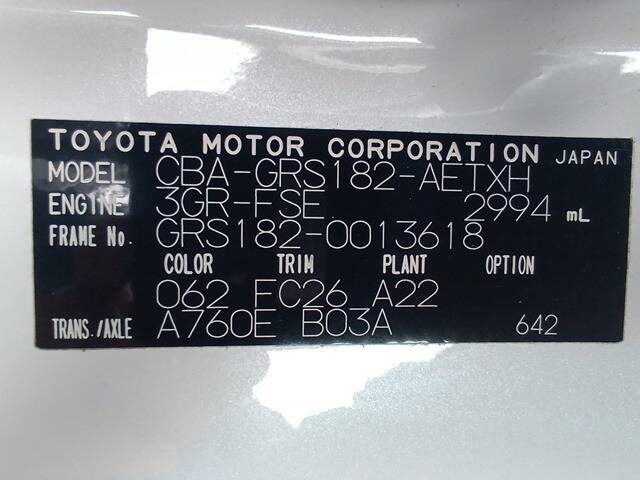 TOYOTA MOTOR CORPORATION JAPAN
MODEL CBA-GRS182-AETXH
ENGINE 3GR-FSE 2994 mL
FRAME No. GRS182-0013618
COLOR TRIM PLANT OPTION
062 FC26 A22
TRANS./AXLE A760E B03A 642